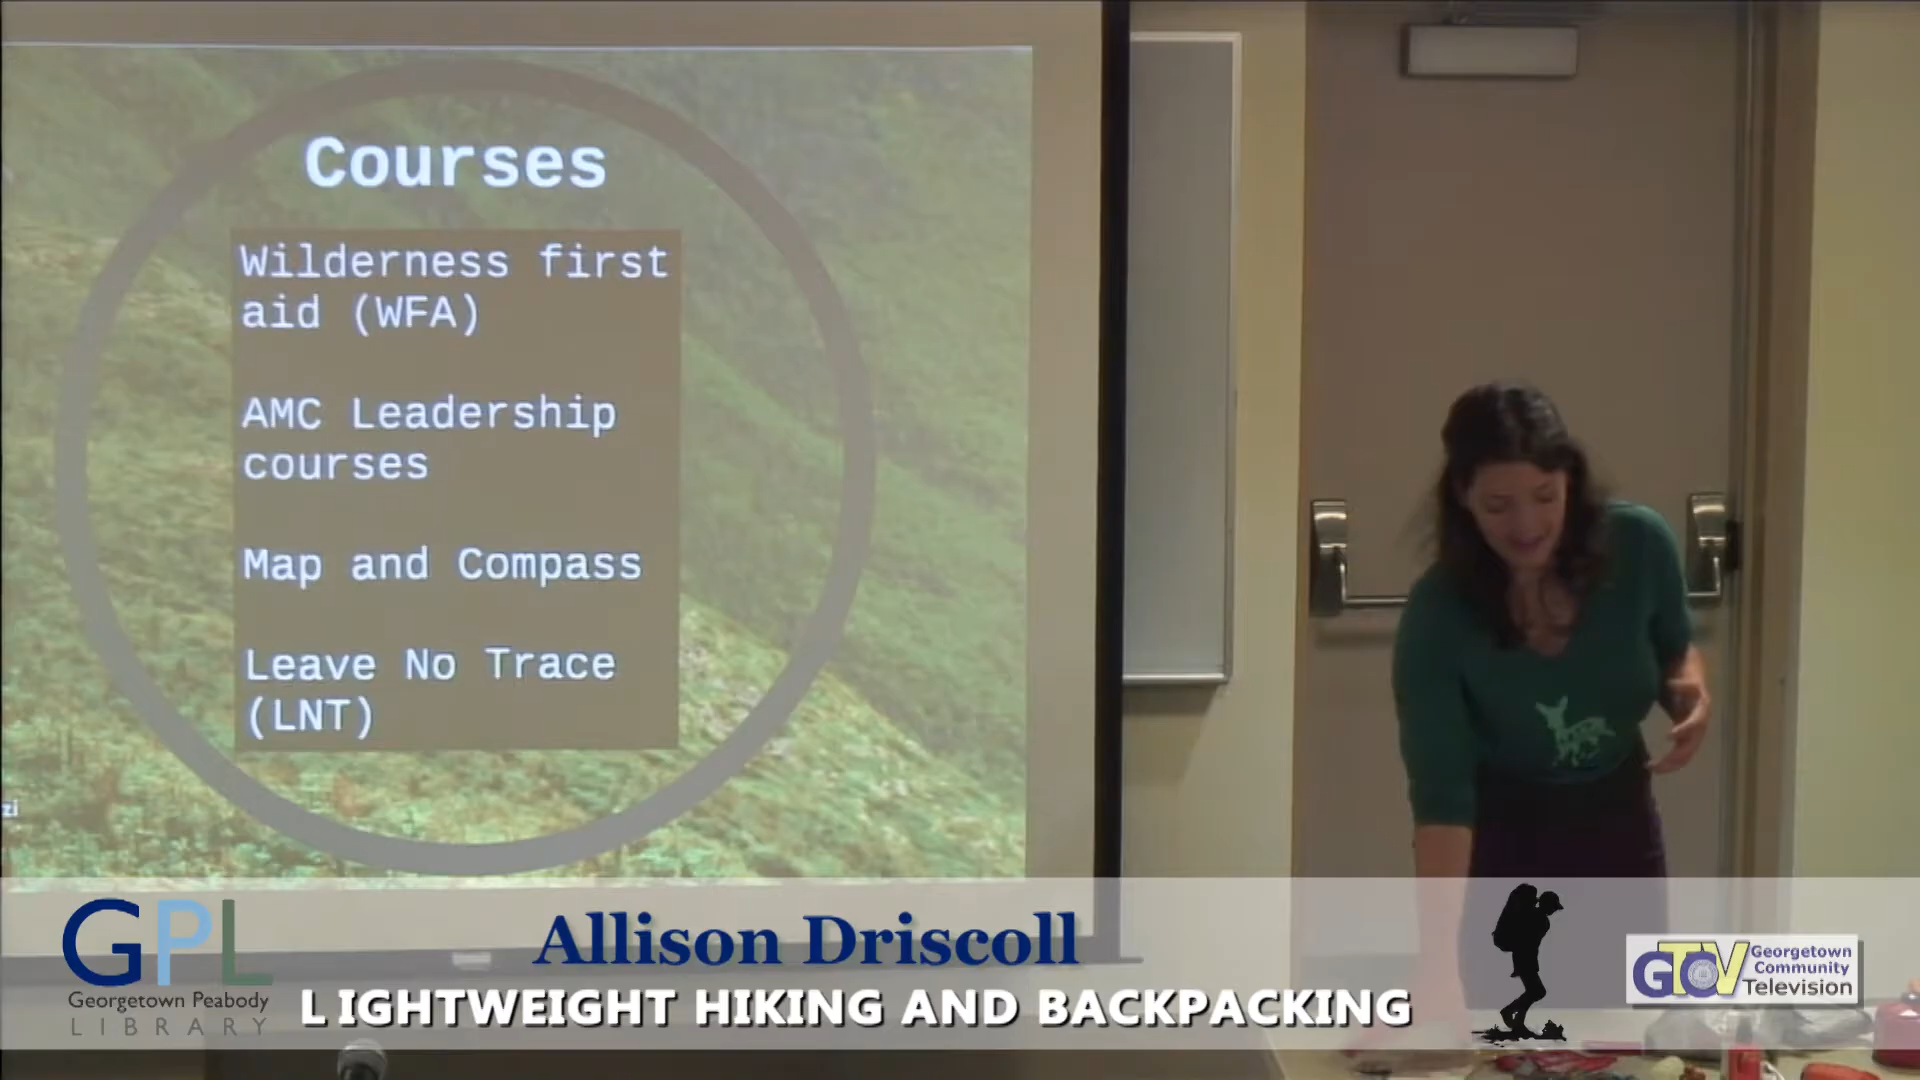 Courses
Wilderness first
aid (WFA)
AMC Leadership
courses
Map and Compass
Leave No Trace
(LNT)
GPL
Georgetown Peabody
LIBRARY
Allison Driscoll
LIGHTWEIGHT HIKING AND BACKPACKING
GCTV
Georgetown
Community
Television